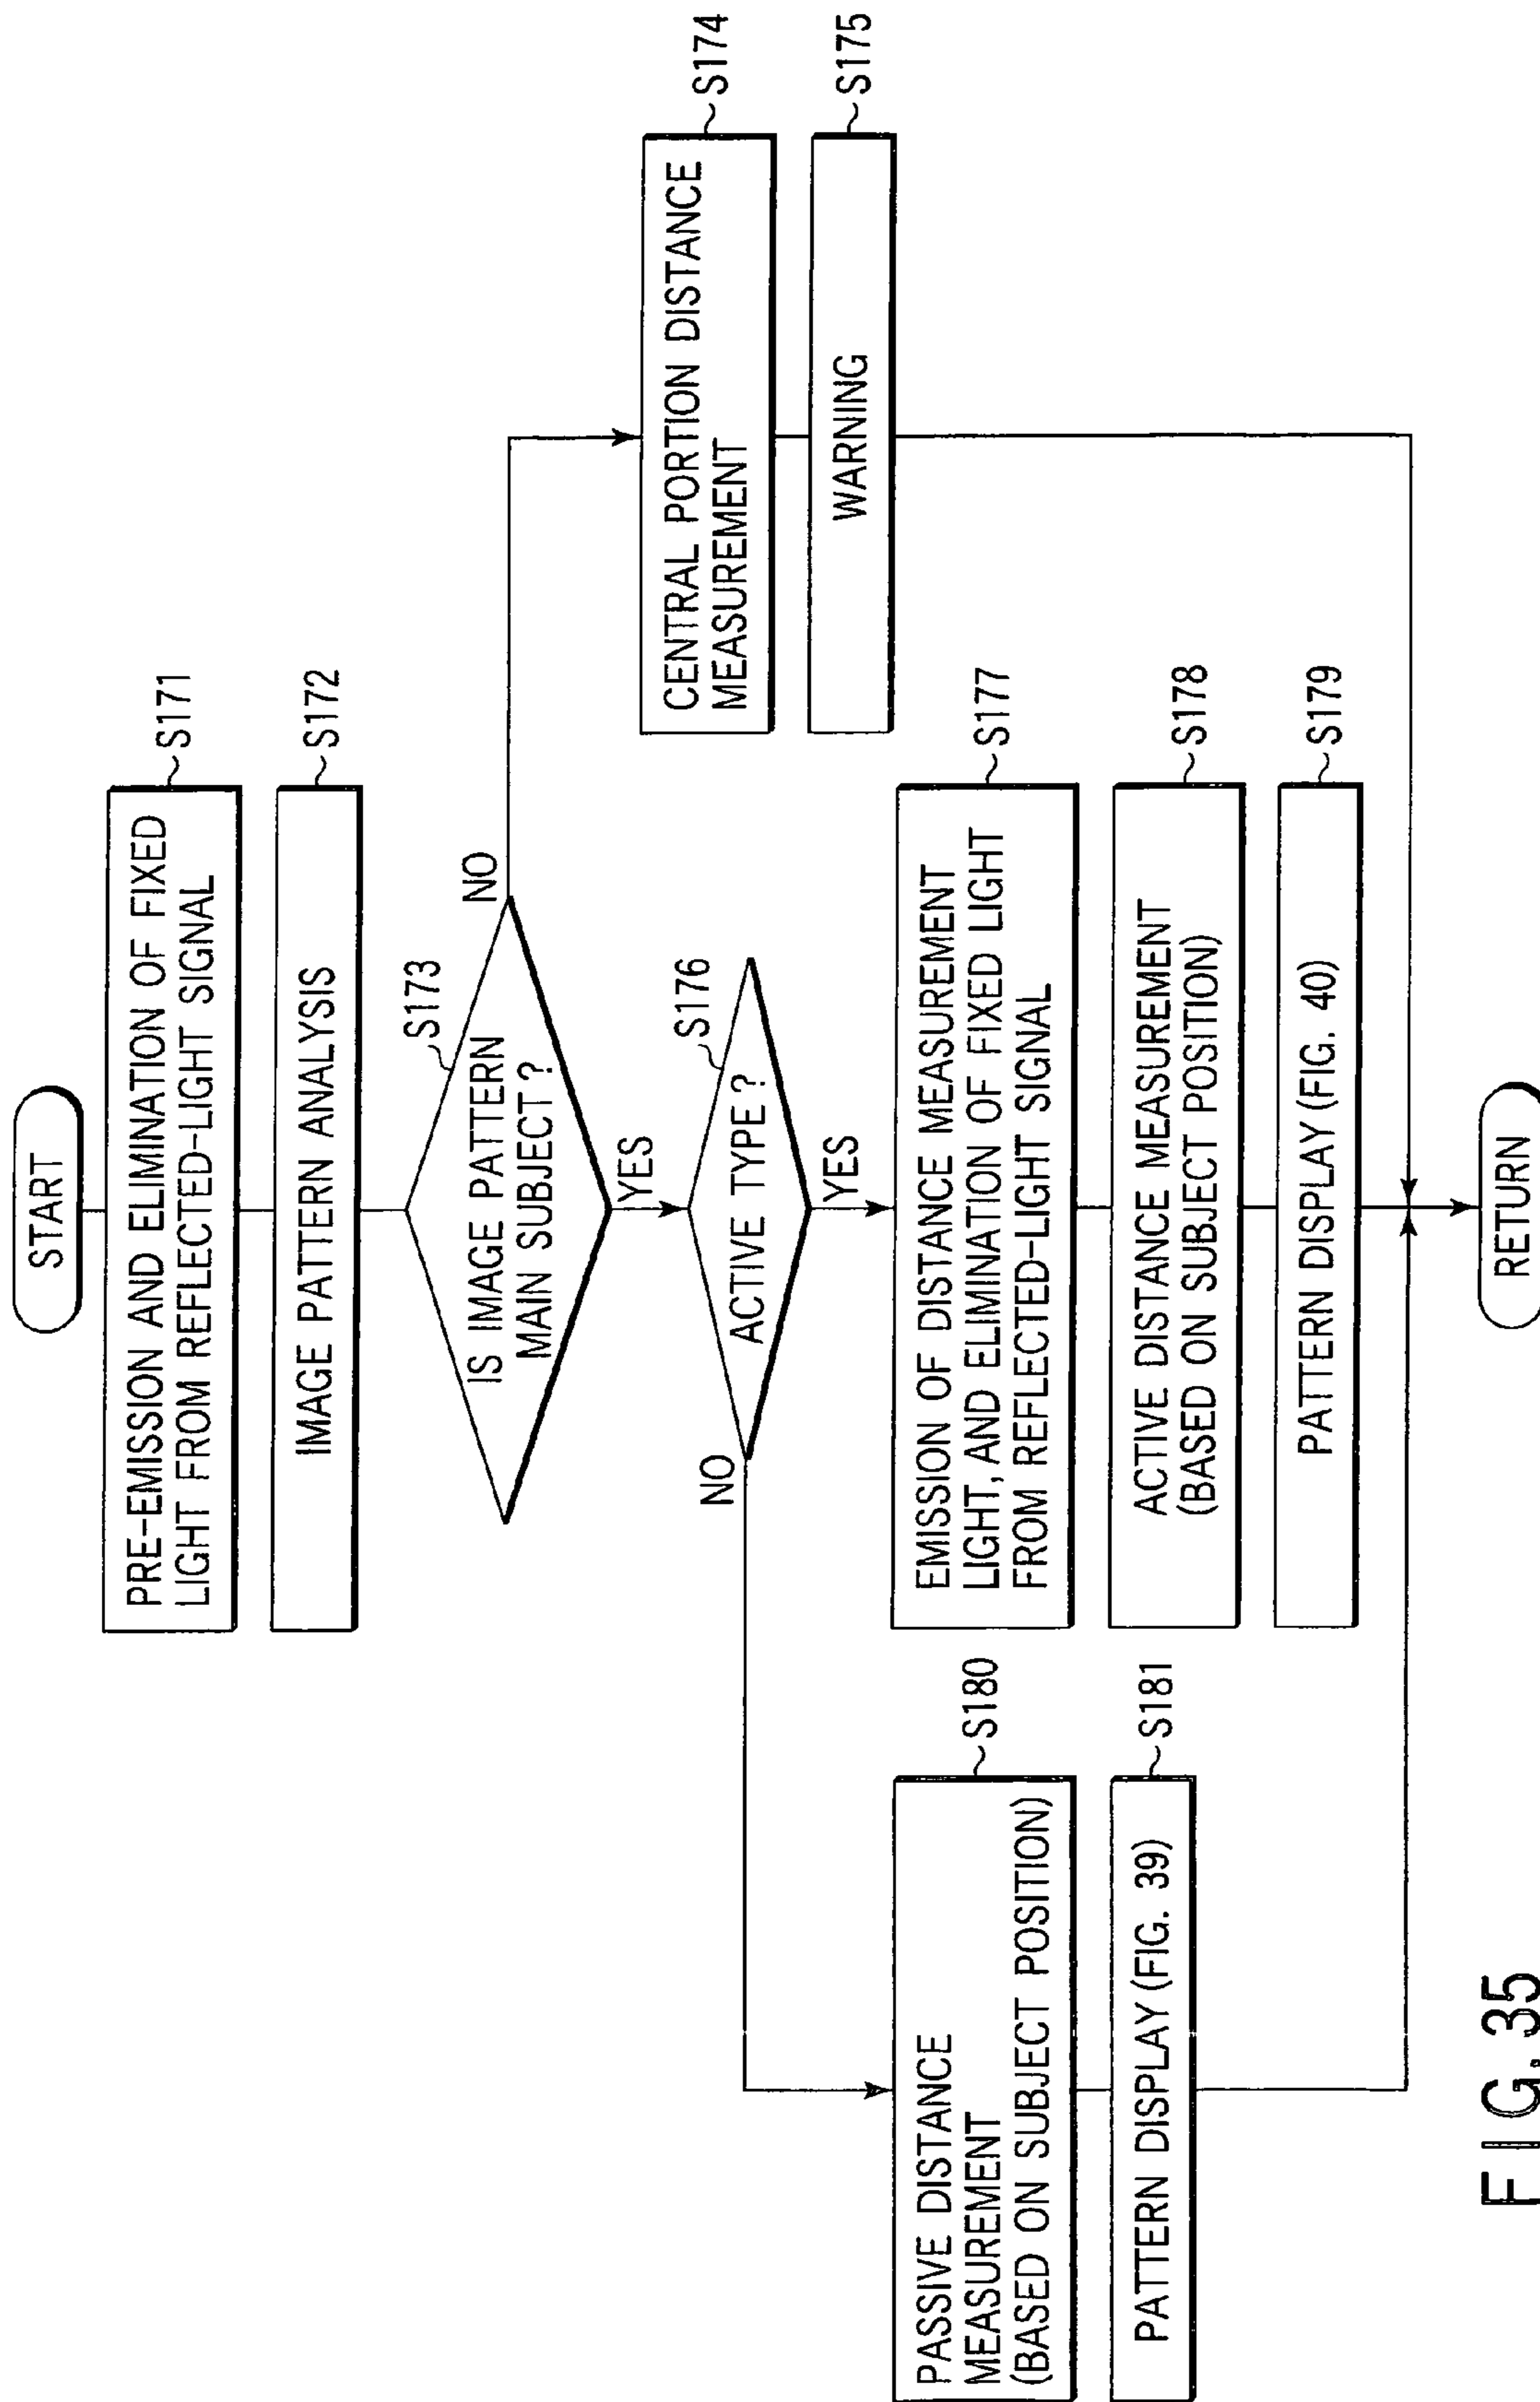 START
PRE-EMISSION AND ELIMINATION OF FIXED
LIGHT FROM REFLECTED-LIGHT SIGNAL
~S171
IMAGE PATTERN ANALYSIS
~S172
S173
IS IMAGE PATTERN
MAIN SUBJECT?
NO
YES
CENTRAL PORTION DISTANCE
MEASUREMENT
~S174
WARNING
~S175
S176
ACTIVE TYPE?
NO
YES
EMISSION OF DISTANCE MEASUREMENT
LIGHT, AND ELIMINATION OF FIXED LIGHT
FROM REFLECTED-LIGHT SIGNAL
~S177
ACTIVE DISTANCE MEASUREMENT
(BASED ON SUBJECT POSITION)
~S178
PATTERN DISPLAY (FIG. 40)
~S179
PASSIVE DISTANCE
MEASUREMENT
(BASED ON SUBJECT POSITION)
~S180
PATTERN DISPLAY (FIG. 39)
~S181
RETURN
FIG. 35